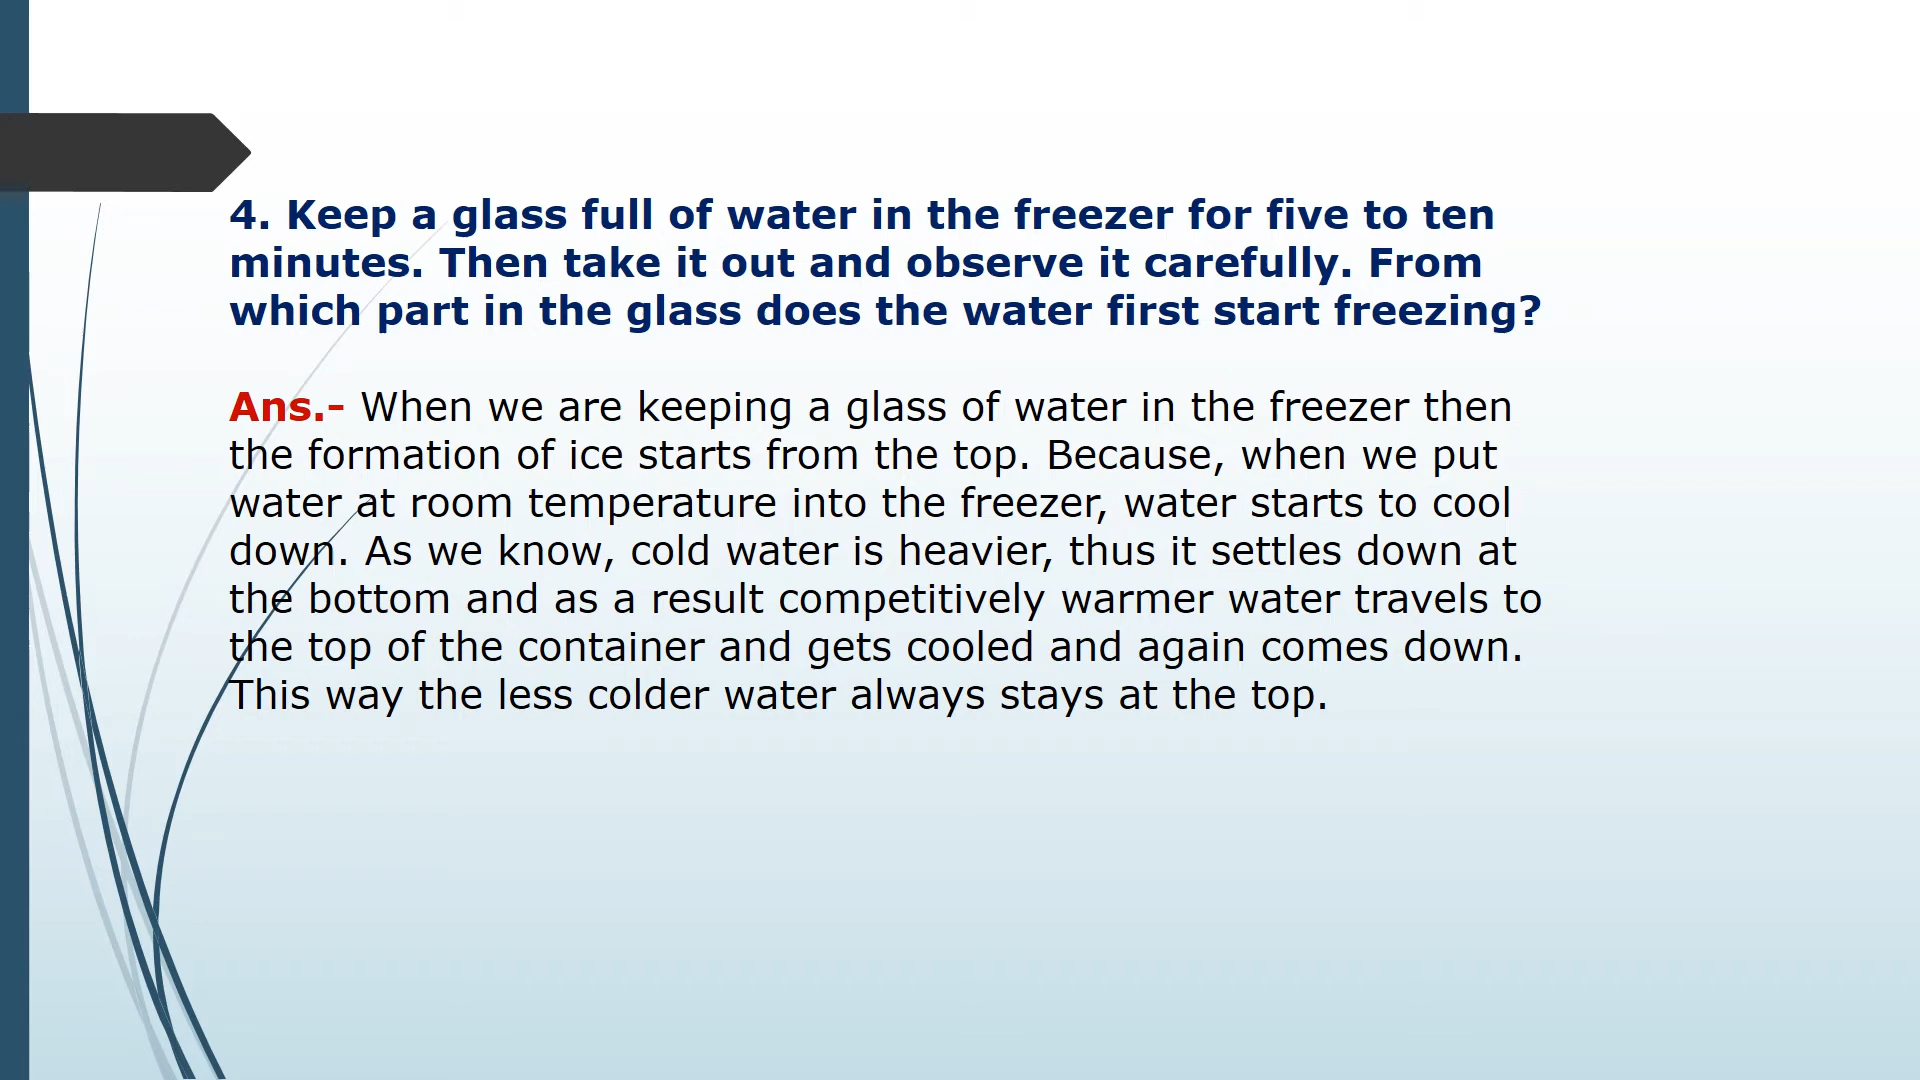 4. Keep a glass full of water in the freezer for five to ten
minutes. Then take it out and observe it carefully. From
which part in the glass does the water first start freezing?
Ans.- When we are keeping a glass of water in the freezer then
the formation of ice starts from the top. Because, when we put
water at room temperature into the freezer, water starts to cool
down. As we know, cold water is heavier, thus it settles down at
the bottom and as a result competitively warmer water travels to
the top of the container and gets cooled and again comes down.
This way the less colder water always stays at the top.